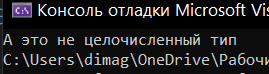 Консоль отладки Microsoft Vis
А это не целочисленный тип
C:\Users\dimag\OneDrive\Рабочи